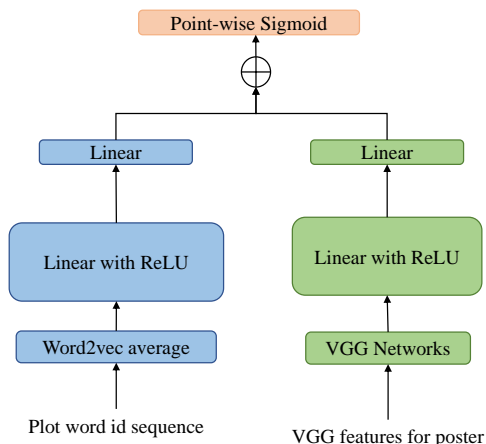 Point-wise Sigmoid
Linear
Linear
Linear with ReLU
Linear with ReLU
Word2vec average
VGG Networks
Plot word id sequence
VGG features for poster